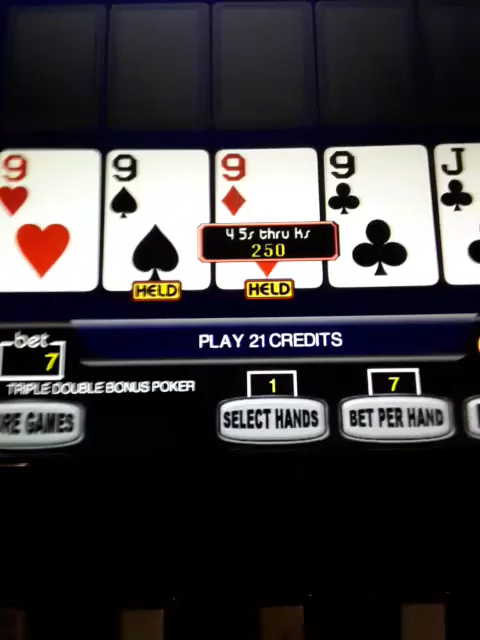 9 9 9 9 J
4 5s thru Ks
250
HELD HELD
bet
7
PLAY 21 CREDITS
TRIPLE DOUBLE BONUS POKER
1 7
RE GAMES SELECT HANDS BET PER HAND